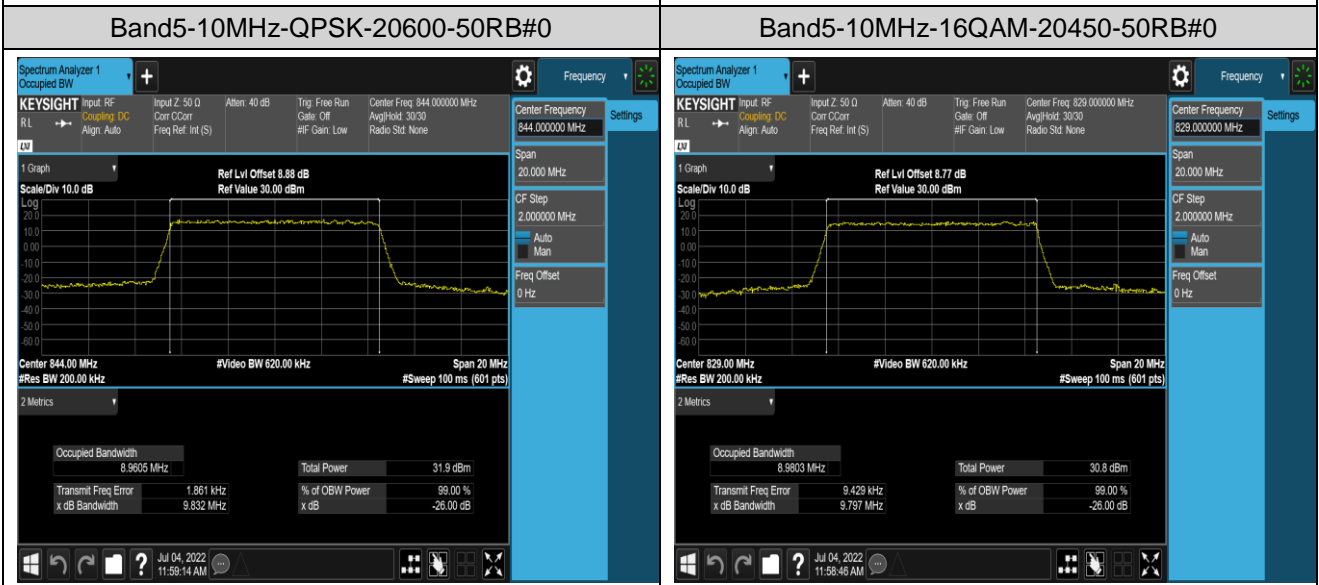 Band5-10MHz-QPSK-20600-50RB#0
Spectrum Analyzer 1
Occupied BW
+
Frequency
KEYSIGHT
RL
LXI
Input: RF
Coupling: DC
Align: Auto
Input Z: 50 Ω
Corr CCorr
Freq Ref: Int (S)
Atten: 40 dB
Trig: Free Run
Gate: Off
#IF Gain: Low
Center Freq: 844.000000 MHz
Avg|Hold: 30/30
Radio Std: None
Center Frequency
844.000000 MHz
Settings
Span
20.000 MHz
CF Step
2.000000 MHz
Auto
Man
Freq Offset
0 Hz
1 Graph
Scale/Div 10.0 dB
Ref Lvl Offset 8.88 dB
Ref Value 30.00 dBm
Log
20.0
10.0
0.00
-10.0
-20.0
-30.0
-40.0
-50.0
-60.0
Center 844.00 MHz
#Video BW 620.00 kHz
Span 20 MHz
#Res BW 200.00 kHz
#Sweep 100 ms (601 pts)
2 Metrics
Occupied Bandwidth
8.9605 MHz
Total Power 31.9 dBm
Transmit Freq Error 1.861 kHz
% of OBW Power 99.00 %
x dB Bandwidth 9.832 MHz
x dB -26.00 dB
?
Jul 04, 2022
11:59:14 AM
Band5-10MHz-16QAM-20450-50RB#0
Spectrum Analyzer 1
Occupied BW
+
Frequency
KEYSIGHT
RL
LXI
Input: RF
Coupling: DC
Align: Auto
Input Z: 50 Ω
Corr CCorr
Freq Ref: Int (S)
Atten: 40 dB
Trig: Free Run
Gate: Off
#IF Gain: Low
Center Freq: 829.000000 MHz
Avg|Hold: 30/30
Radio Std: None
Center Frequency
829.000000 MHz
Settings
Span
20.000 MHz
CF Step
2.000000 MHz
Auto
Man
Freq Offset
0 Hz
1 Graph
Scale/Div 10.0 dB
Ref Lvl Offset 8.77 dB
Ref Value 30.00 dBm
Log
20.0
10.0
0.00
-10.0
-20.0
-30.0
-40.0
-50.0
-60.0
Center 829.00 MHz
#Video BW 620.00 kHz
Span 20 MHz
#Res BW 200.00 kHz
#Sweep 100 ms (601 pts)
2 Metrics
Occupied Bandwidth
8.9803 MHz
Total Power 30.8 dBm
Transmit Freq Error 9.429 kHz
% of OBW Power 99.00 %
x dB Bandwidth 9.797 MHz
x dB -26.00 dB
?
Jul 04, 2022
11:58:46 AM